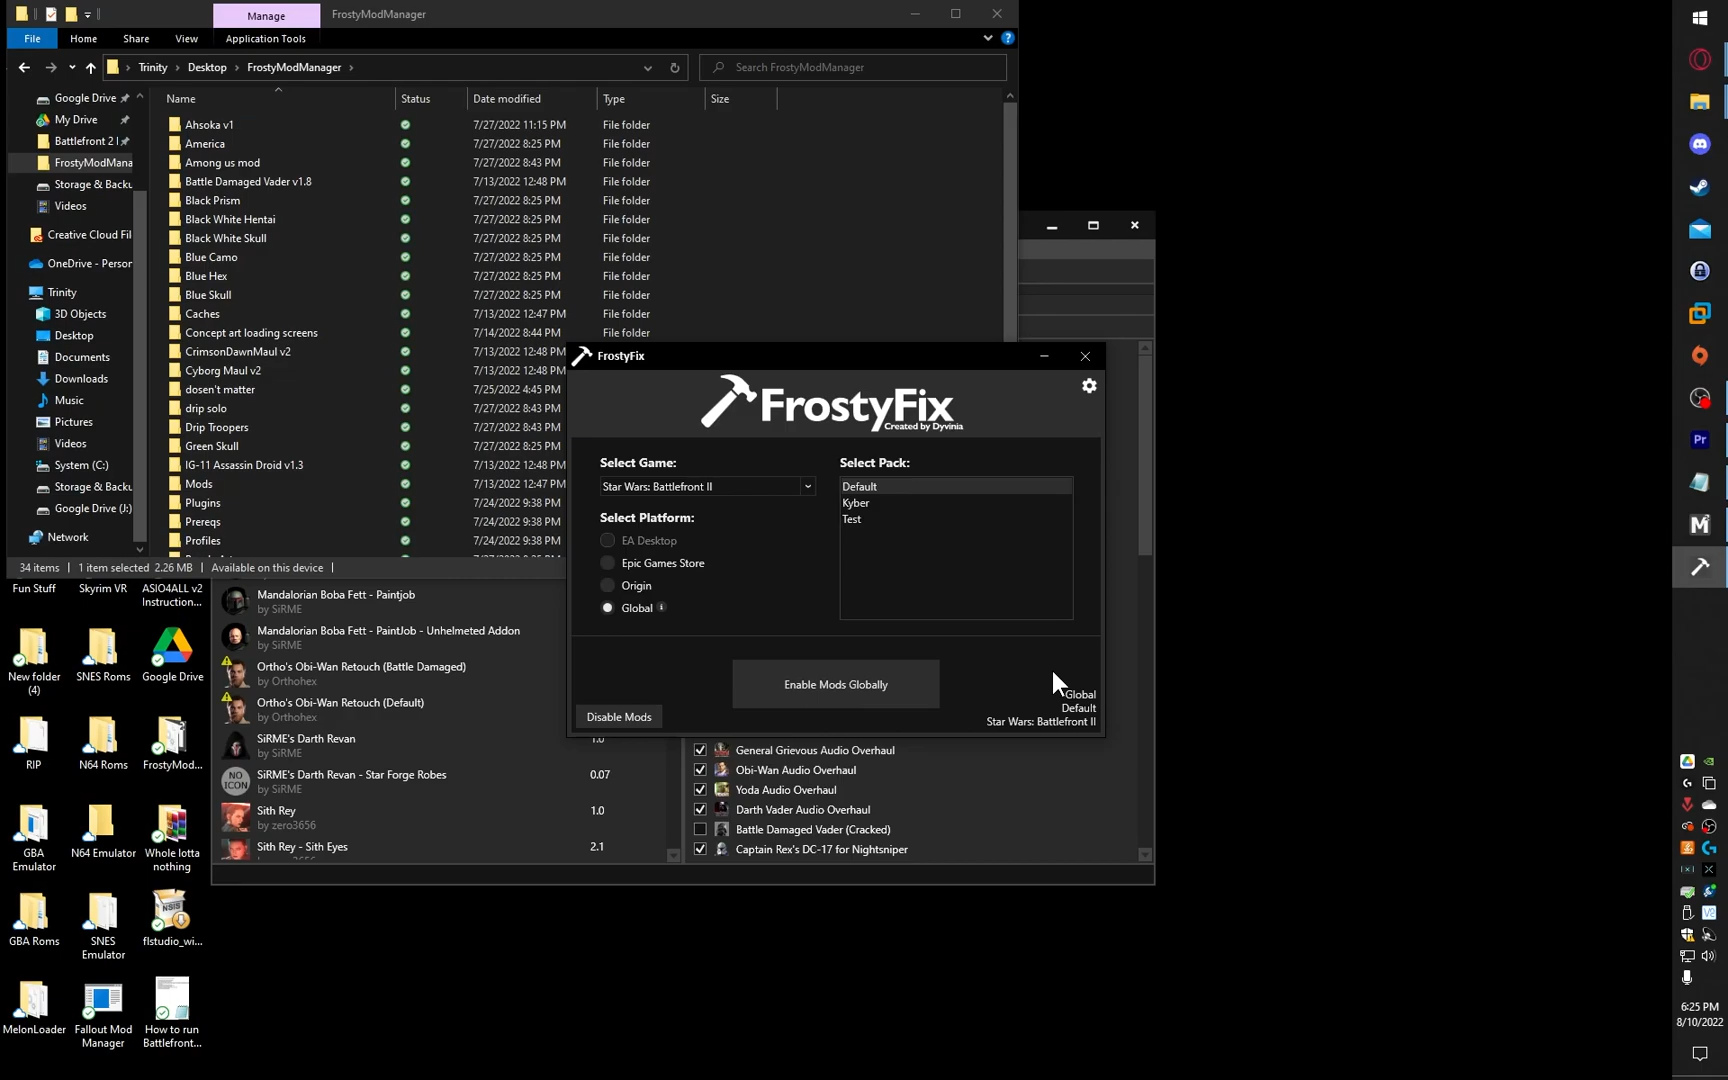 Manage
FrostyModManager
File
Home
Share
View
Application Tools
Trinity
Desktop
FrostyModManager
Search FrostyModManager
Name
Status
Date modified
Type
Size
Google Drive
My Drive
Battlefront 2
FrostyModMana
Storage & Backu
Videos
Creative Cloud Fil
OneDrive - Person
Trinity
3D Objects
Desktop
Documents
Downloads
Music
Pictures
Videos
System (C:)
Storage & Backu
Google Drive (J:)
Network
Ahsoka v1 7/27/2022 11:15 PM File folder
America 7/27/2022 8:25 PM File folder
Among us mod 7/27/2022 8:43 PM File folder
Battle Damaged Vader v1.8 7/13/2022 12:48 PM File folder
Black Prism 7/27/2022 8:25 PM File folder
Black White Hentai 7/27/2022 8:25 PM File folder
Black White Skull 7/27/2022 8:25 PM File folder
Blue Camo 7/27/2022 8:25 PM File folder
Blue Hex 7/27/2022 8:25 PM File folder
Blue Skull 7/27/2022 8:25 PM File folder
Caches 7/13/2022 12:47 PM File folder
Concept art loading screens 7/14/2022 8:44 PM File folder
CrimsonDawnMaul v2 7/13/2022 12:48 PM
Cyborg Maul v2 7/13/2022 12:48 PM
dosen't matter 7/25/2022 4:45 PM
drip solo 7/27/2022 8:43 PM
Drip Troopers 7/27/2022 8:43 PM
Green Skull 7/27/2022 8:25 PM
IG-11 Assassin Droid v1.3 7/13/2022 12:48 PM
Mods 7/13/2022 12:47 PM
Plugins 7/24/2022 9:38 PM
Prereqs 7/24/2022 9:38 PM
Profiles 7/24/2022 9:38 PM
34 items
1 item selected 2.26 MB
Available on this device
FrostyFix
FrostyFix
Created by Dyvinia
Select Game:
Star Wars: Battlefront II
Select Platform:
EA Desktop
Epic Games Store
Origin
Global
Select Pack:
Default
Kyber
Test
Enable Mods Globally
Disable Mods
Global
Default
Star Wars: Battlefront II
Mandalorian Boba Fett - Paintjob
by SiRME
Mandalorian Boba Fett - PaintJob - Unhelmeted Addon
by SiRME
Ortho's Obi-Wan Retouch (Battle Damaged)
by Orthohex
Ortho's Obi-Wan Retouch (Default)
by Orthohex
SiRME's Darth Revan 1.0
by SiRME
NO ICON
SiRME's Darth Revan - Star Forge Robes 0.07
by SiRME
Sith Rey 1.0
by zero3656
Sith Rey - Sith Eyes 2.1
General Grievous Audio Overhaul
Obi-Wan Audio Overhaul
Yoda Audio Overhaul
Darth Vader Audio Overhaul
Battle Damaged Vader (Cracked)
Captain Rex's DC-17 for Nightsniper
Fun Stuff
Skyrim VR
ASIO4ALL v2
Instruction...
New folder
(4)
SNES Roms
Google Drive
RIP
N64 Roms
FrostyMod...
GBA
Emulator
N64 Emulator
Whole lotta
nothing
GBA Roms
SNES
Emulator
NSIS
flstudio_wi...
MelonLoader
Fallout Mod
Manager
How to run
Battlefront...
Pr
M
6:25 PM
8/10/2022